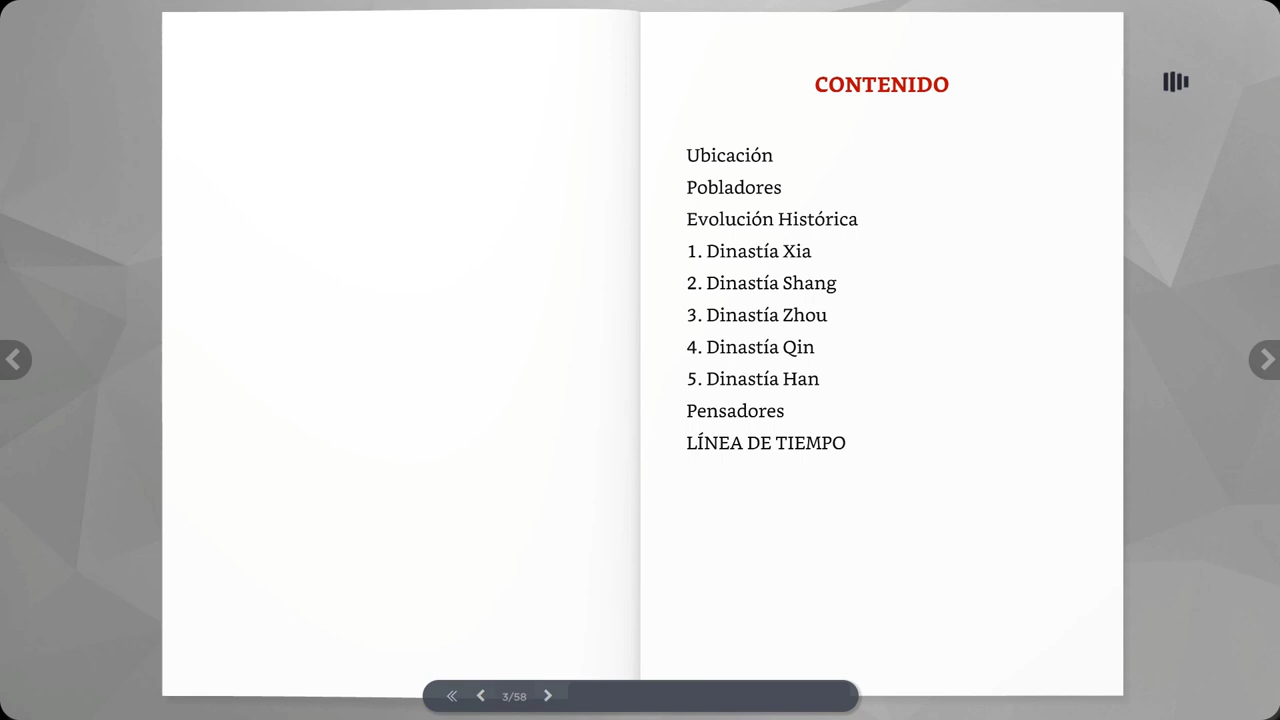 CONTENIDO
Ubicación
Pobladores
Evolución Histórica
1. Dinastía Xia
2. Dinastía Shang
3. Dinastía Zhou
4. Dinastía Qin
5. Dinastía Han
Pensadores
LÍNEA DE TIEMPO
3/58